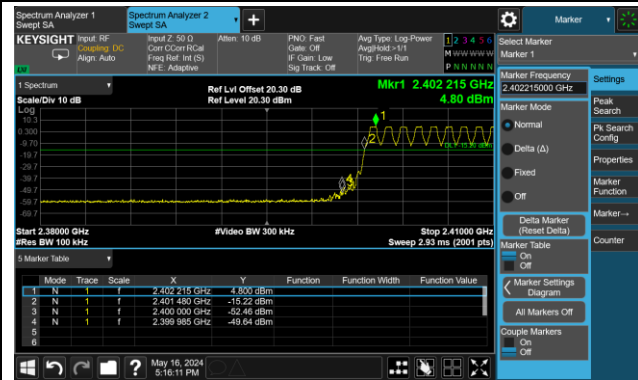 Spectrum Analyzer 1
Swept SA
Spectrum Analyzer 2
Swept SA
+
Marker
KEYSIGHT
Input: RF
Coupling: DC
Align: Auto
Input Z: 50 Ω
Corr CCorr RCal
Freq Ref: Int (S)
NFE: Adaptive
Atten: 10 dB
PNO: Fast
Gate: Off
IF Gain: Low
Sig Track: Off
Avg Type: Log-Power
Avg|Hold:>1/1
Trig: Free Run
1 2 3 4 5 6
M W W W W W
P N N N N N
Select Marker
Marker 1
1 Spectrum
Scale/Div 10 dB
Log
Ref Lvl Offset 20.30 dB
Ref Level 20.30 dBm
Mkr1 2.402 215 GHz
4.80 dBm
10.3
0.300
-9.70
-19.7
-29.7
-39.7
-49.7
-59.7
-69.7
1
2
Start 2.38000 GHz
#Res BW 100 kHz
#Video BW 300 kHz
Stop 2.41000 GHz
Sweep 2.93 ms (2001 pts)
5 Marker Table
Mode Trace Scale X Y Function Function Width Function Value
1 N 1 f 2.402 215 GHz 4.800 dBm
2 N 1 f 2.401 480 GHz -15.22 dBm
3 N 1 f 2.400 000 GHz -52.46 dBm
4 N 1 f 2.399 985 GHz -49.64 dBm
5
6
Marker Frequency
2.402215000 GHz
Marker Mode
Normal
Delta (Δ)
Fixed
Off
Delta Marker
(Reset Delta)
Marker Table
On
Off
Marker Settings
Diagram
All Markers Off
Couple Markers
On
Off
Settings
Peak
Search
Pk Search
Config
Properties
Marker
Function
Marker→
Counter
?
May 16, 2024
5:16:11 PM